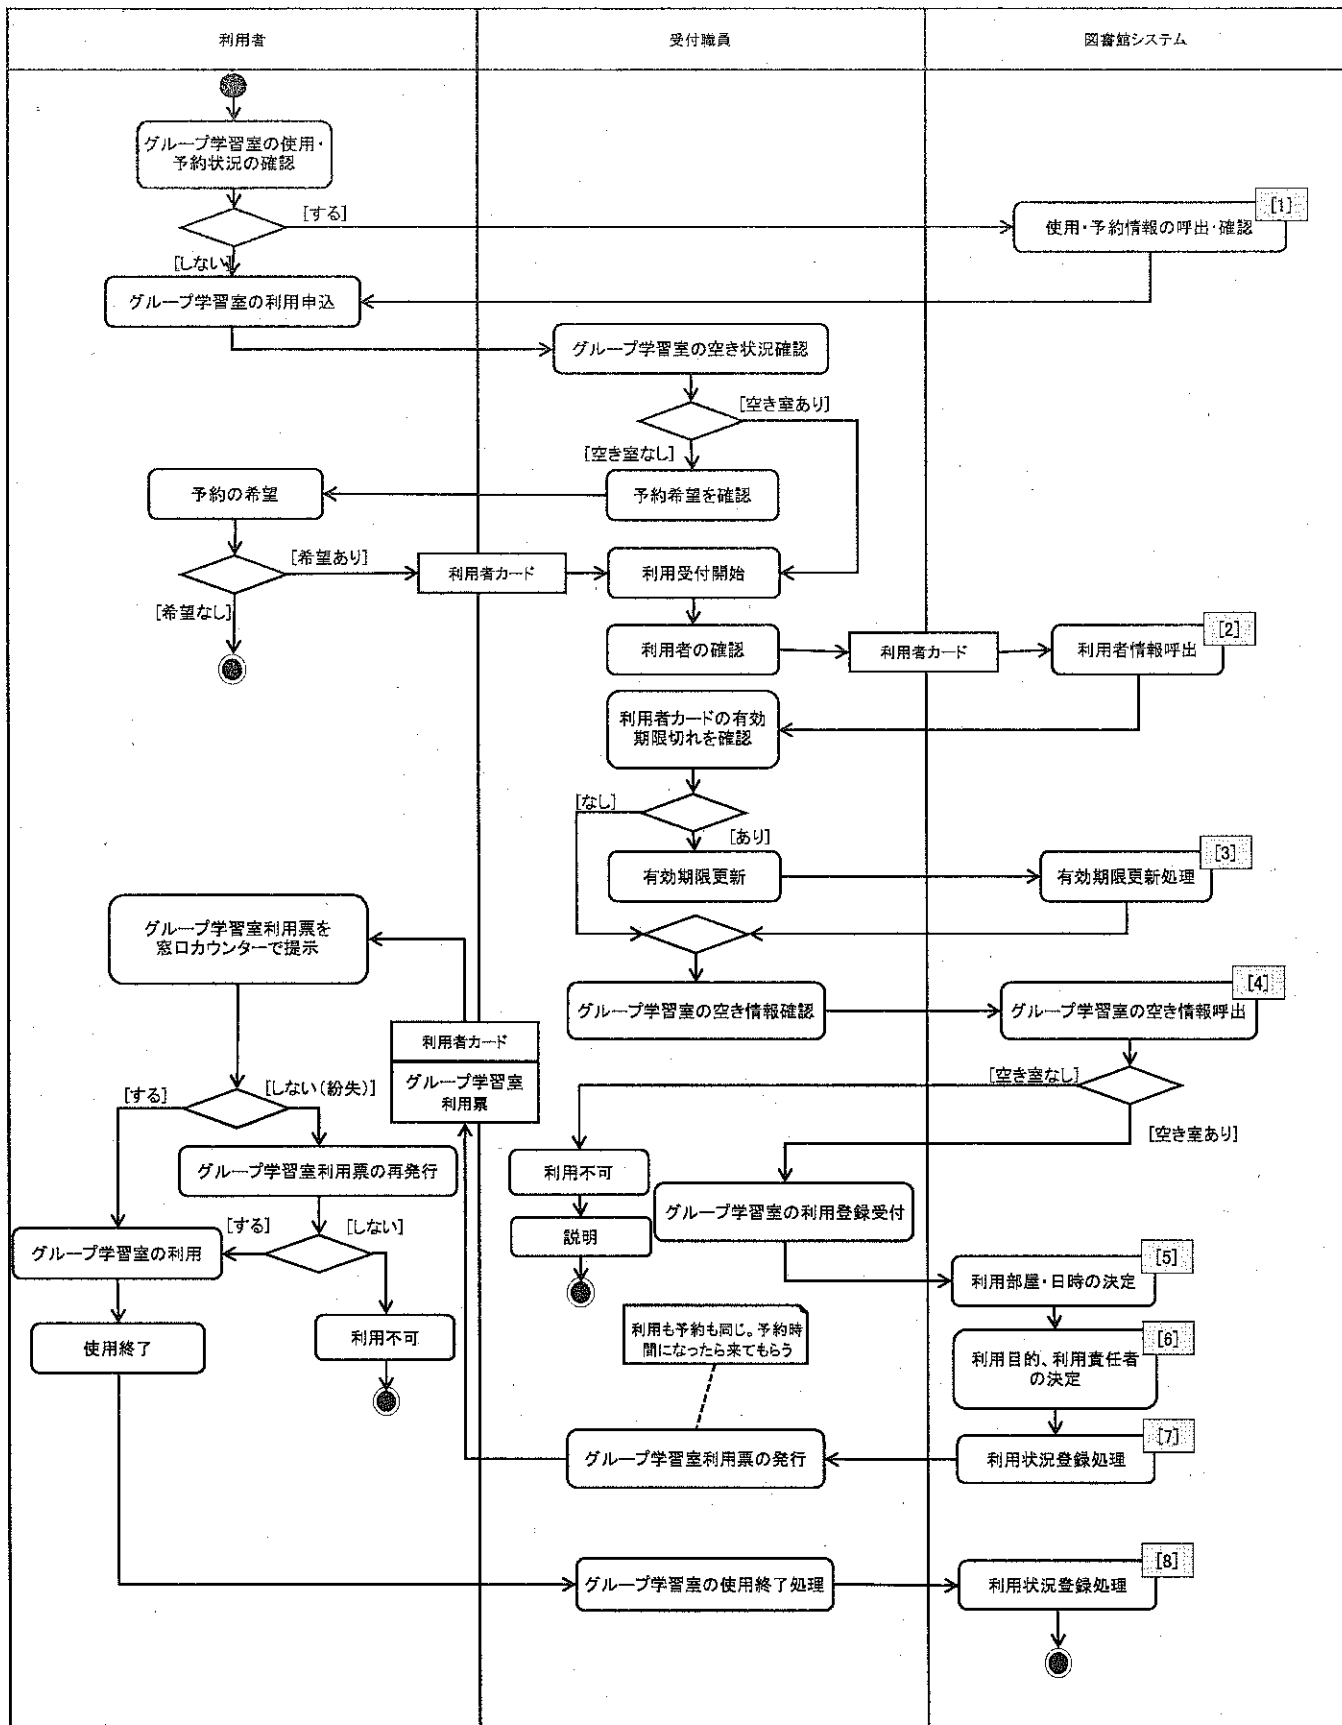 利用者
受付職員
図書館システム
グループ学習室の使用・
予約状況の確認
[する]
[1]
使用・予約情報の呼出・確認
[しない]
グループ学習室の利用申込
グループ学習室の空き状況確認
[空き室あり]
[空き室なし]
予約の希望
予約希望を確認
[希望あり]
利用者カード
利用受付開始
[希望なし]
利用者の確認
利用者カード
[2]
利用者情報呼出
利用者カードの有効
期限切れを確認
[なし]
[あり]
有効期限更新
[3]
有効期限更新処理
グループ学習室利用票を
窓口カウンターで提示
グループ学習室の空き情報確認
[4]
グループ学習室の空き情報呼出
利用者カード
グループ学習室
利用票
[空き室なし]
[する]
[しない(紛失)]
[空き室あり]
グループ学習室利用票の再発行
利用不可
グループ学習室の利用登録受付
[する]
[しない]
グループ学習室の利用
説明
[5]
利用部屋・日時の決定
使用終了
利用不可
利用も予約も同じ。予約時
間になったら来てもらう
[6]
利用目的、利用責任者
の決定
グループ学習室利用票の発行
[7]
利用状況登録処理
グループ学習室の使用終了処理
[8]
利用状況登録処理